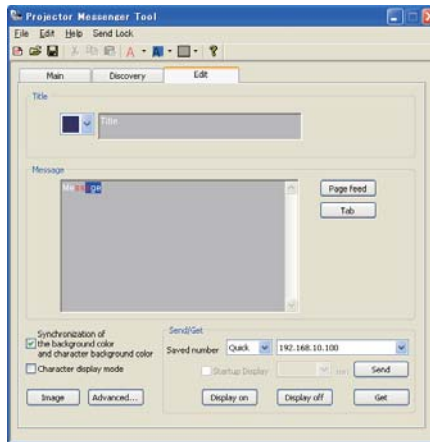 Projector Messenger Tool
File Edit Help Send Lock
A A ?
Main Discovery Edit
Title
Title
Message
Message
Page feed
Tab
Synchronization of
the background color
and character background color
Character display mode
Image Advanced...
Send/Get
Saved number Quick 192.168.10.100
Startup Display Send
Display on Display off Get